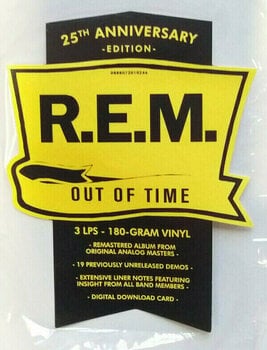 25TH ANNIVERSARY
-EDITION-
R.E.M.
OUT OF TIME
3 LPS - 180-GRAM VINYL
- REMASTERED ALBUM FROM
ORIGINAL ANALOG MASTERS -
- 19 PREVIOUSLY UNRELEASED DEMOS -
- EXTENSIVE LINER NOTES FEATURING
INSIGHT FROM ALL BAND MEMBERS -
- DIGITAL DOWNLOAD CARD -